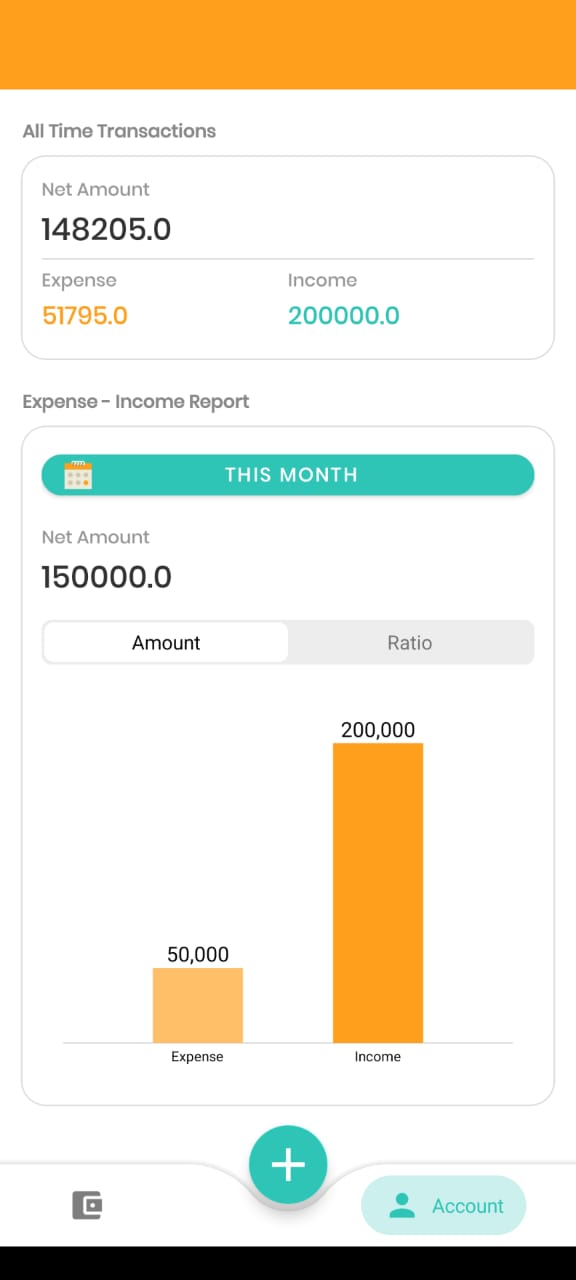 All Time Transactions
Net Amount
148205.0
Expense Income
51795.0 200000.0
Expense - Income Report
THIS MONTH
Net Amount
150000.0
Amount Ratio
200,000
50,000
Expense Income
Account